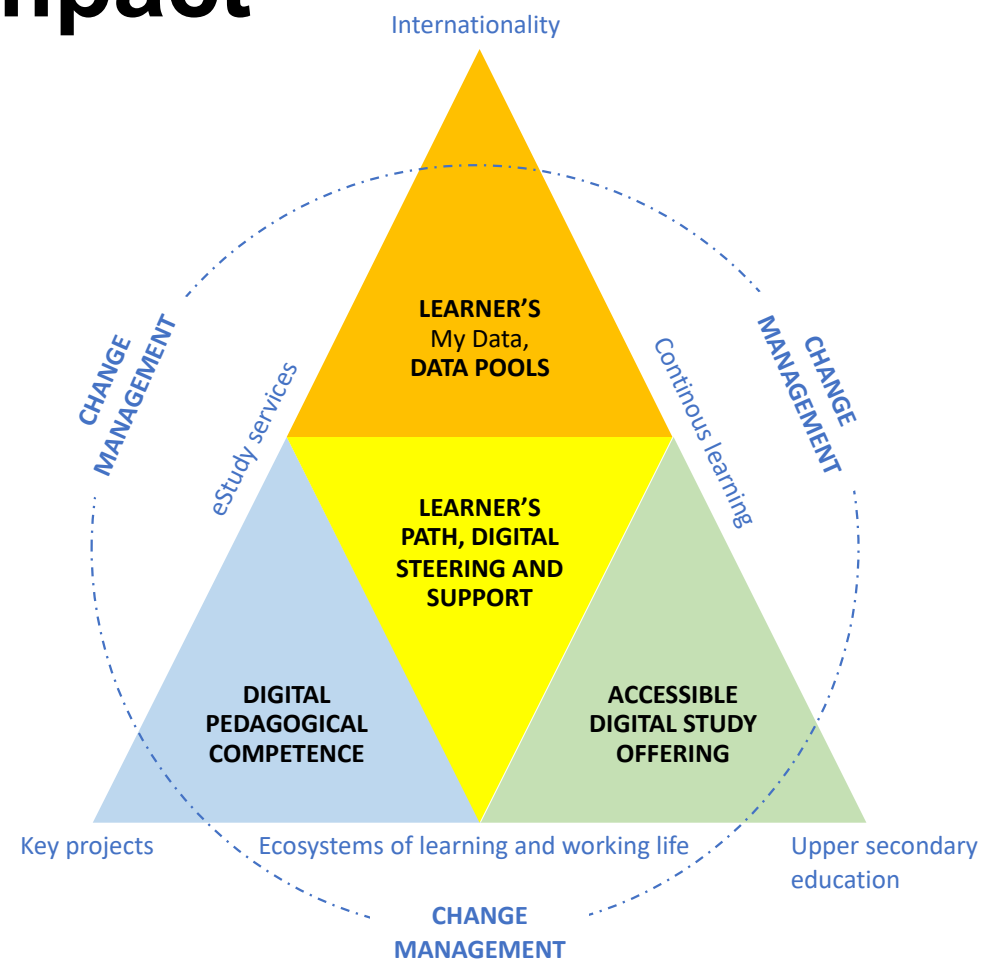 Internationality
LEARNER’S
My Data,
DATA POOLS
CHANGE
MANAGEMENT
CHANGE
MANAGEMENT
eStudy services
Continous learning
LEARNER’S
PATH, DIGITAL
STEERING AND
SUPPORT
DIGITAL
PEDAGOGICAL
COMPETENCE
ACCESSIBLE
DIGITAL STUDY
OFFERING
Key projects
Ecosystems of learning and working life
Upper secondary
education
CHANGE
MANAGEMENT